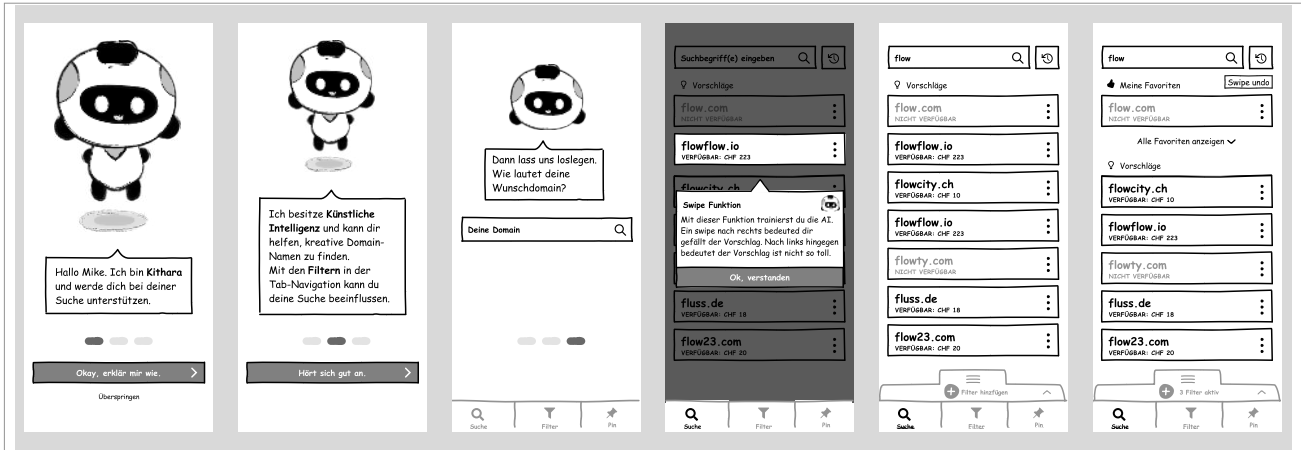 Hallo Mike. Ich bin Kithara
und werde dich bei deiner
Suche unterstützen.
Okay, erklär mir wie.
Überspringen
Ich besitze Künstliche
Intelligenz und kann dir
helfen, kreative Domain-
Namen zu finden.
Mit den Filtern in der
Tab-Navigation kann du
deine Suche beeinflussen.
Hört sich gut an.
Dann lass uns loslegen.
Wie lautet deine
Wunschdomain?
Deine Domain
Suche
Filter
Pin
Suchbegriff(e) eingeben
Vorschläge
flow.com
NICHT VERFÜGBAR
flowflow.io
VERFÜGBAR: CHF 223
flowcity.ch
Swipe Funktion
Mit dieser Funktion trainierst du die AI.
Ein swipe nach rechts bedeuted dir
gefällt der Vorschlag. Nach links hingegen
bedeutet der Vorschlag ist nicht so toll.
Ok, verstanden
fluss.de
VERFÜGBAR: CHF 18
flow23.com
VERFÜGBAR: CHF 20
Suche
Filter
Pin
flow
Vorschläge
flow.com
NICHT VERFÜGBAR
flowflow.io
VERFÜGBAR: CHF 223
flowcity.ch
VERFÜGBAR: CHF 10
flowflow.io
VERFÜGBAR: CHF 223
flowty.com
NICHT VERFÜGBAR
fluss.de
VERFÜGBAR: CHF 18
flow23.com
VERFÜGBAR: CHF 20
Filter hinzufügen
Suche
Filter
Pin
flow
Meine Favoriten
Swipe undo
flow.com
NICHT VERFÜGBAR
Alle Favoriten anzeigen
Vorschläge
flowcity.ch
VERFÜGBAR: CHF 10
flowflow.io
VERFÜGBAR: CHF 223
flowty.com
NICHT VERFÜGBAR
fluss.de
VERFÜGBAR: CHF 18
flow23.com
VERFÜGBAR: CHF 20
3 Filter aktiv
Suche
Filter
Pin